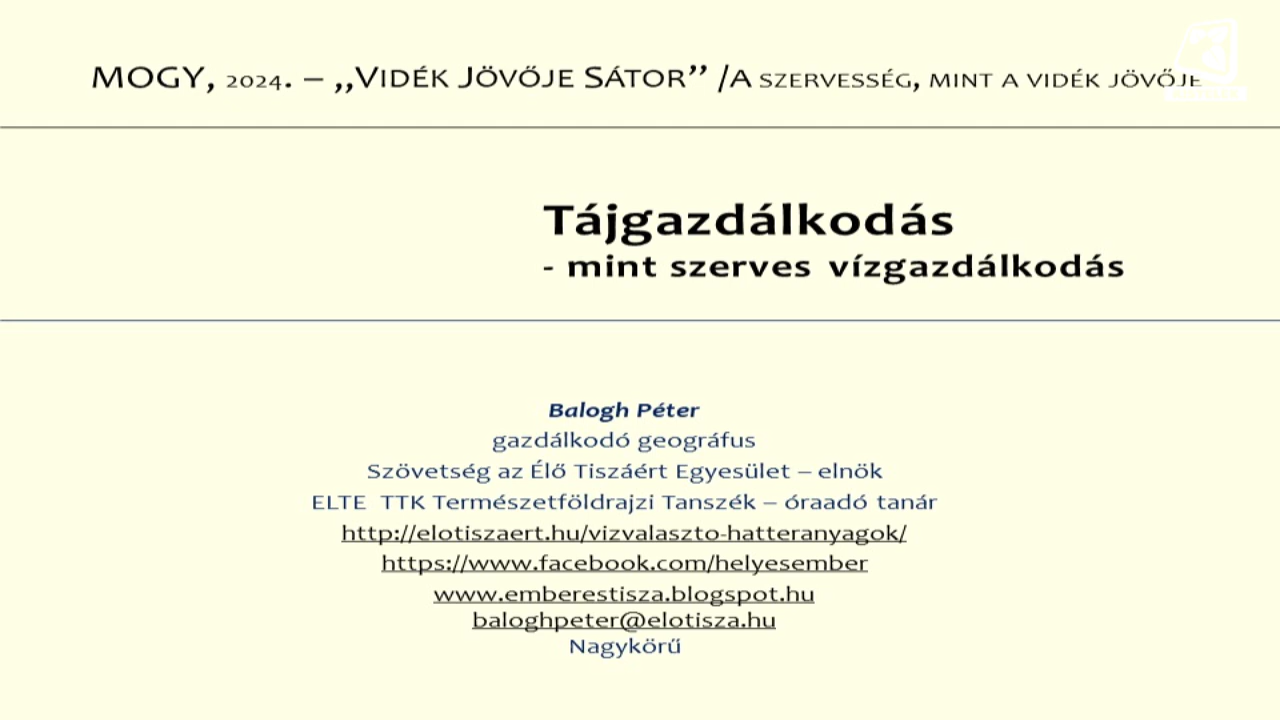 MOGY, 2024. – ,,VIDÉK JÖVŐJE SÁTOR” /A SZERVESSÉG, MINT A VIDÉK JÖVŐJE
Tájgazdálkodás
- mint szerves vízgazdálkodás
Balogh Péter
gazdálkodó geográfus
Szövetség az Élő Tiszáért Egyesület – elnök
ELTE TTK Természetföldrajzi Tanszék – óraadó tanár
http://elotiszaert.hu/vizvalaszto-hatteranyagok/
https://www.facebook.com/helyesember
www.emberestisza.blogspot.hu
baloghpeter@elotisza.hu
Nagykörű